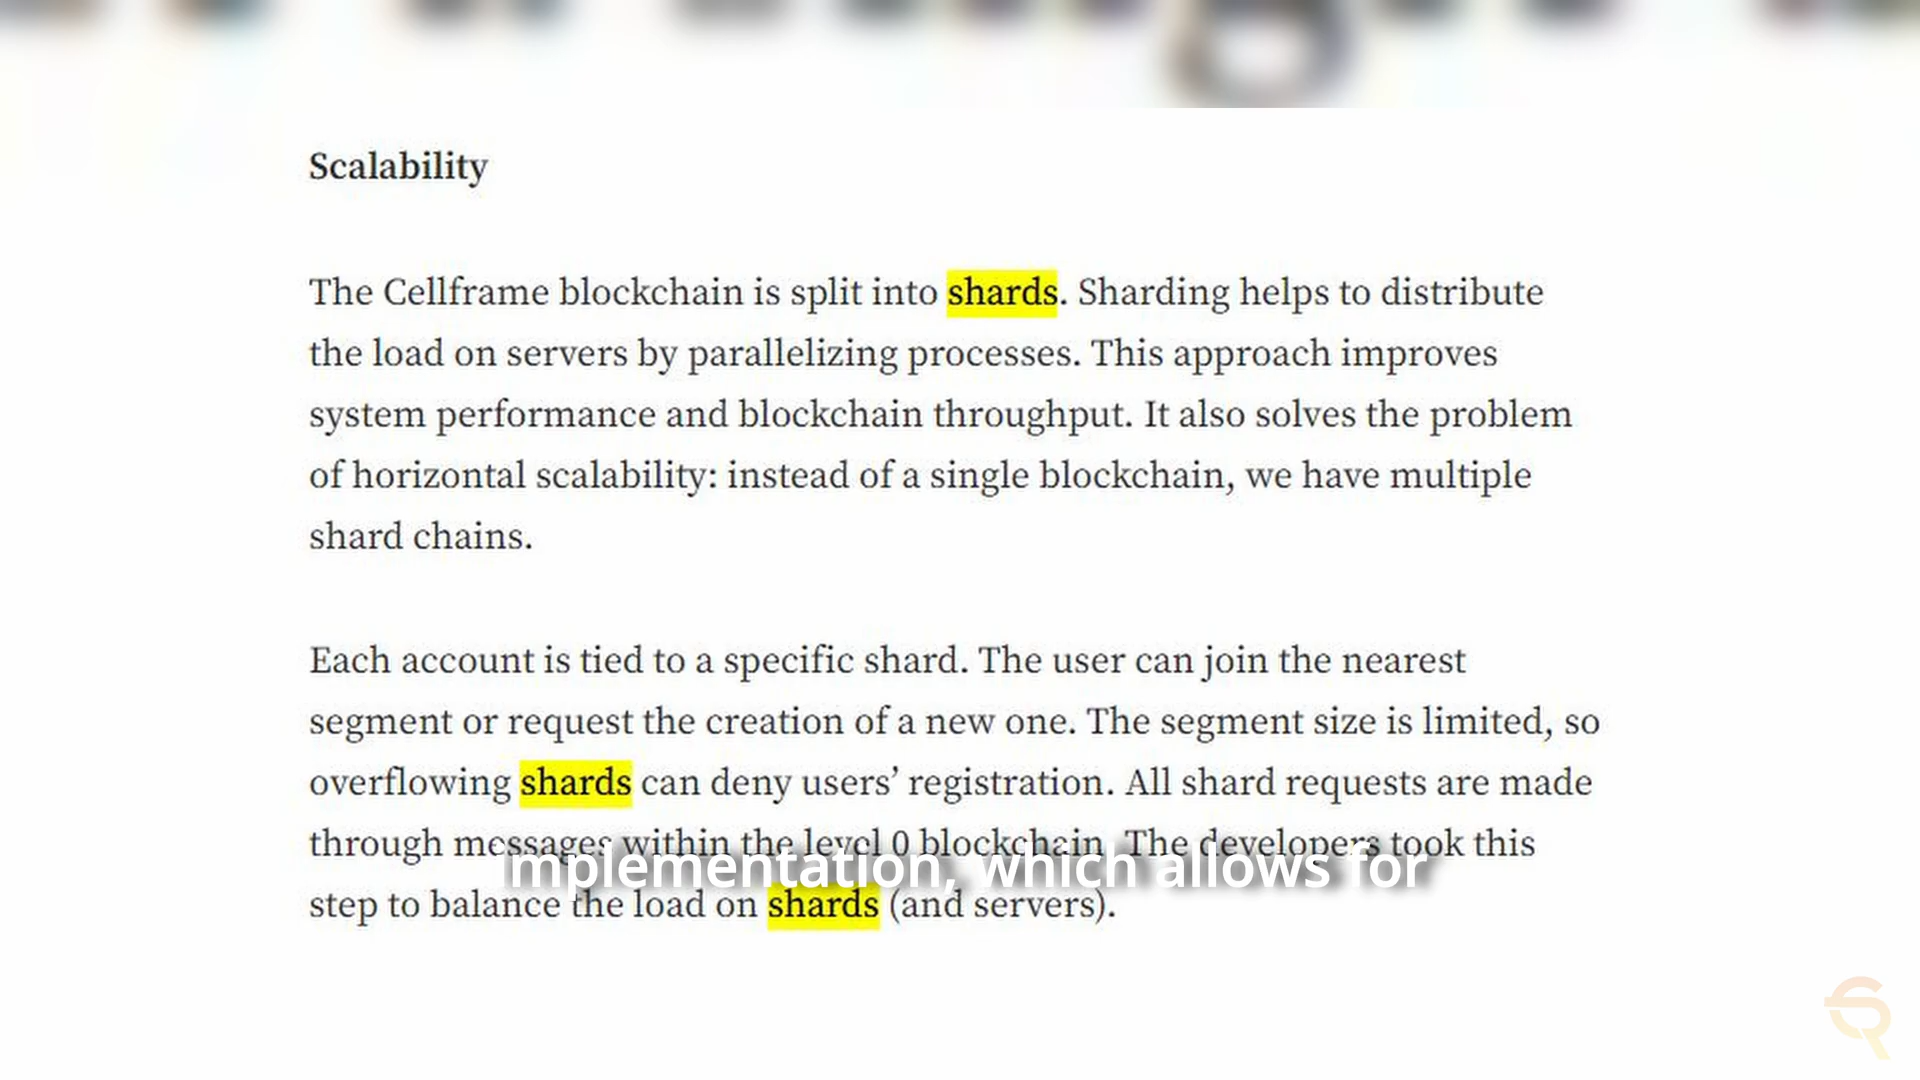 Scalability
The Cellframe blockchain is split into shards. Sharding helps to distribute
the load on servers by parallelizing processes. This approach improves
system performance and blockchain throughput. It also solves the problem
of horizontal scalability: instead of a single blockchain, we have multiple
shard chains.
Each account is tied to a specific shard. The user can join the nearest
segment or request the creation of a new one. The segment size is limited, so
overflowing shards can deny users’ registration. All shard requests are made
through messages within the level 0 blockchain. The developers took this
implementation, which allows for
step to balance the load on shards (and servers).